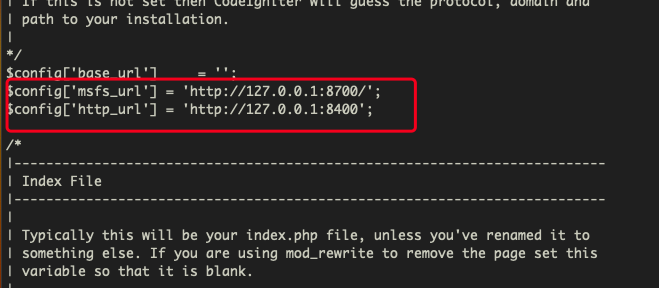 | If this is not set then CodeIgniter will guess the protocol, domain and
| path to your installation.
|
*/
$config['base_url']     = '';
$config['msfs_url'] = 'http://127.0.0.1:8700/';
$config['http_url'] = 'http://127.0.0.1:8400';
/*
|--------------------------------------------------------------------------
| Index File
|--------------------------------------------------------------------------
|
| Typically this will be your index.php file, unless you've renamed it to
| something else. If you are using mod_rewrite to remove the page set this
| variable so that it is blank.
|